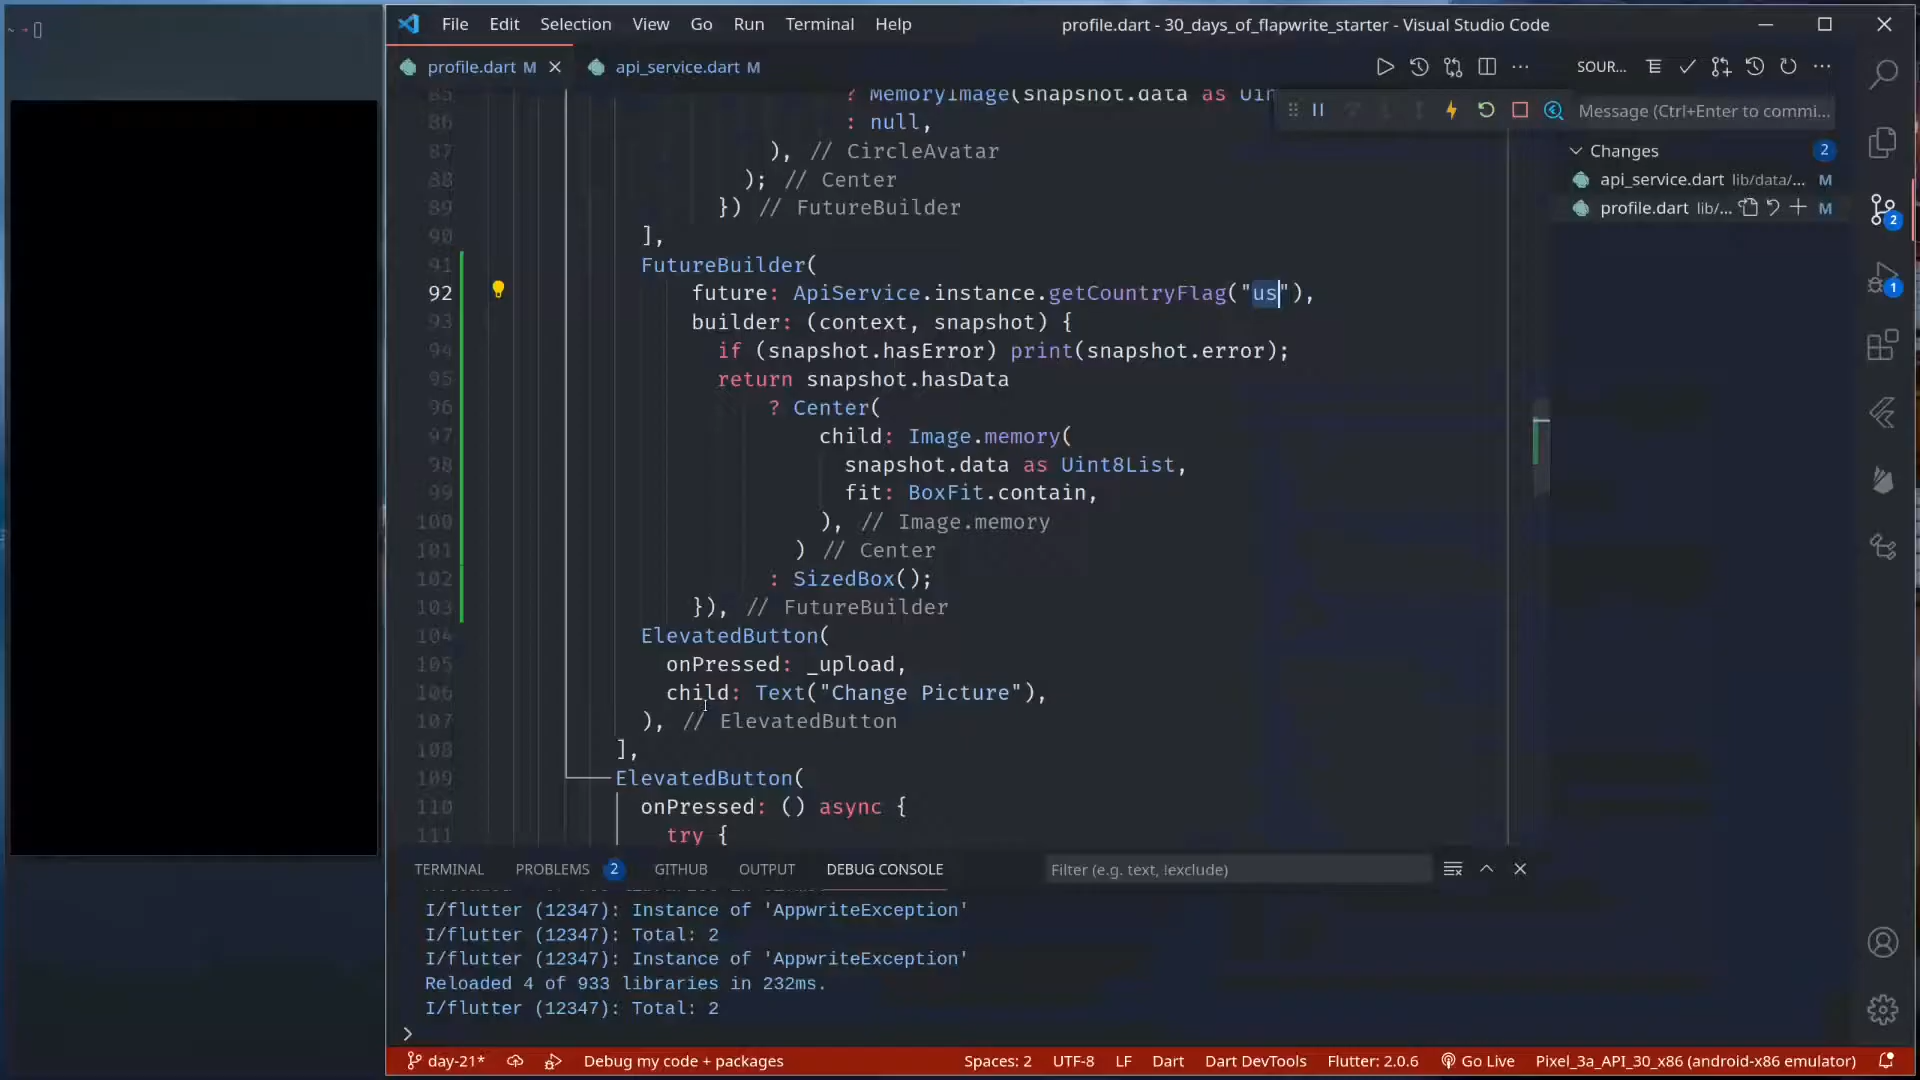 ~ →
File Edit Selection View Go Run Terminal Help
profile.dart - 30_days_of_flapwrite_starter - Visual Studio Code
profile.dart M
api_service.dart M
SOUR...
85 ? MemoryImage(snapshot.data as Uin
86 : null,
87 ), // CircleAvatar
88 ); // Center
89 }) // FutureBuilder
90 ],
91 FutureBuilder(
92 future: ApiService.instance.getCountryFlag("us"),
93 builder: (context, snapshot) {
94 if (snapshot.hasError) print(snapshot.error);
95 return snapshot.hasData
96 ? Center(
97 child: Image.memory(
98 snapshot.data as Uint8List,
99 fit: BoxFit.contain,
100 ), // Image.memory
101 ) // Center
102 : SizedBox();
103 }), // FutureBuilder
104 ElevatedButton(
105 onPressed: _upload,
106 child: Text("Change Picture"),
107 ), // ElevatedButton
108 ],
109 ElevatedButton(
110 onPressed: () async {
111 try {
Message (Ctrl+Enter to commi...
Changes 2
api_service.dart lib/data/... M
profile.dart lib/... M
2
1
TERMINAL PROBLEMS 2 GITHUB OUTPUT DEBUG CONSOLE
Filter (e.g. text, !exclude)
I/flutter (12347): Instance of 'AppwriteException'
I/flutter (12347): Total: 2
I/flutter (12347): Instance of 'AppwriteException'
Reloaded 4 of 933 libraries in 232ms.
I/flutter (12347): Total: 2
>
day-21* Debug my code + packages Spaces: 2 UTF-8 LF Dart Dart DevTools Flutter: 2.0.6 Go Live Pixel_3a_API_30_x86 (android-x86 emulator)